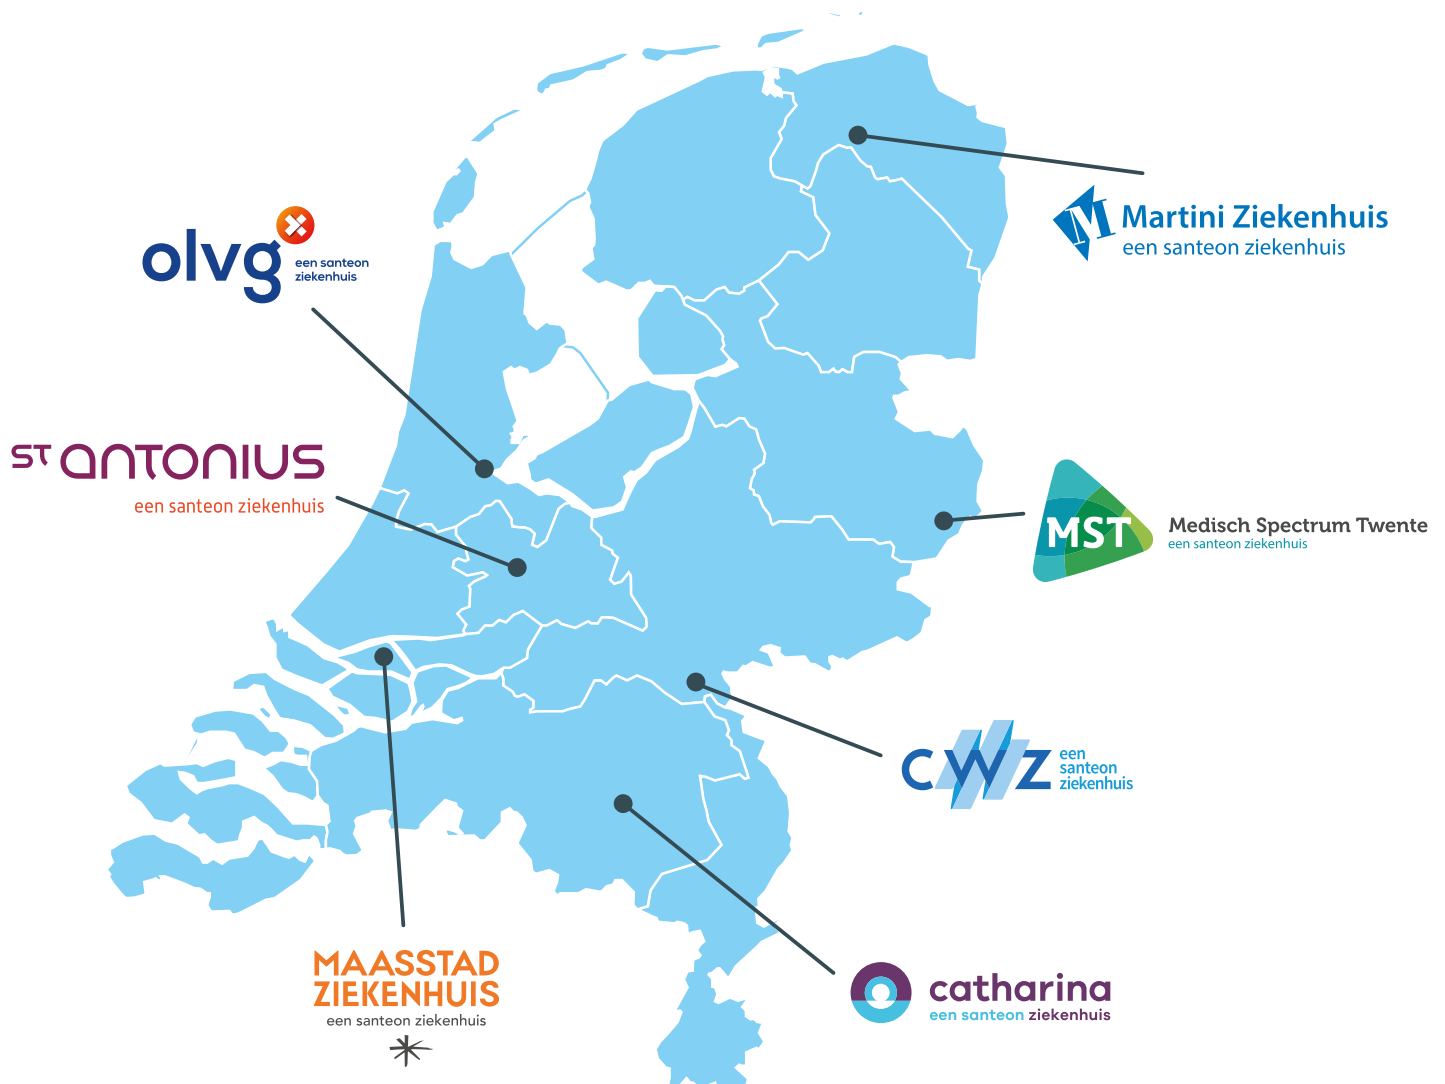 Martini Ziekenhuis
een santeon ziekenhuis
olvg
een santeon
ziekenhuis
ST antonius
een santeon ziekenhuis
MST
Medisch Spectrum Twente
een santeon ziekenhuis
cwz
een
santeon
ziekenhuis
MAASSTAD
ZIEKENHUIS
een santeon ziekenhuis
catharina
een santeon ziekenhuis